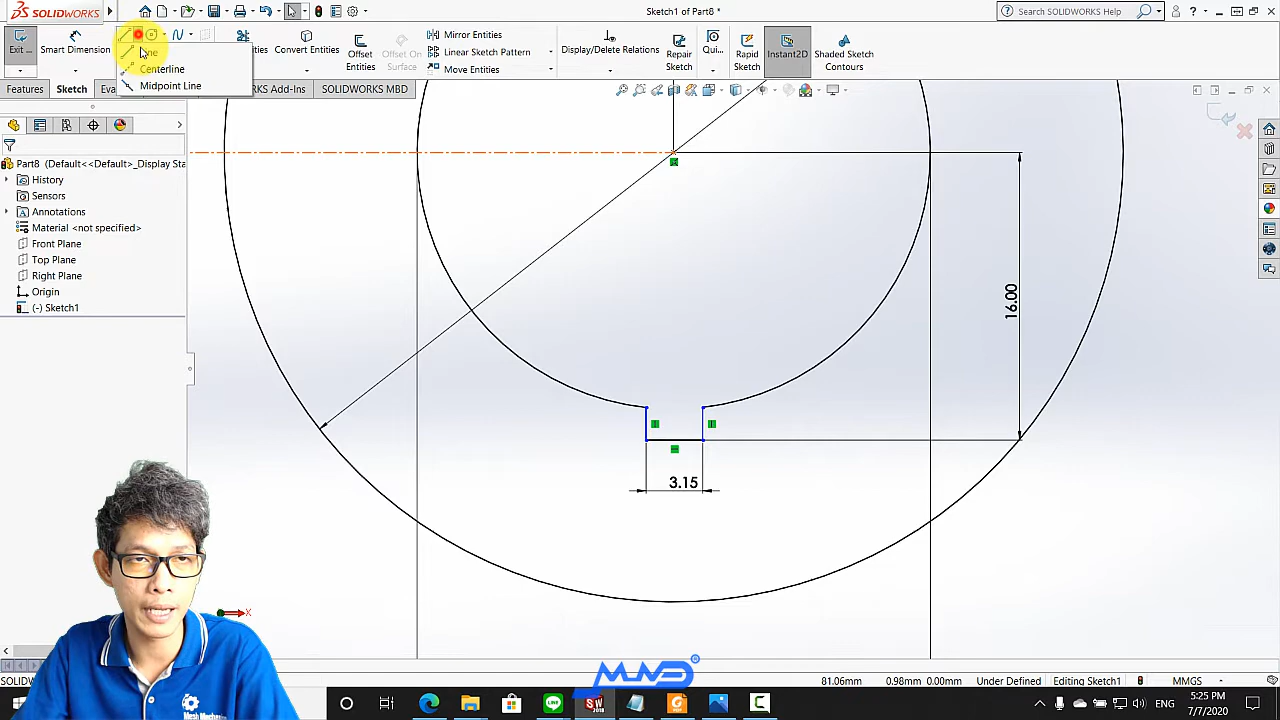 SOLIDWORKS
Sketch1 of Part8 *
Search SOLIDWORKS Help
Exit ...
Smart Dimension
Line
Centerline
Midpoint Line
Convert Entities
Offset Entities
Offset On Surface
Mirror Entities
Linear Sketch Pattern
Move Entities
Display/Delete Relations
Repair Sketch
Qui...
Rapid Sketch
Instant2D
Shaded Sketch Contours
Features
Sketch
SOLIDWORKS MBD
Part8 (Default<<Default>_Display Sta
History
Sensors
Annotations
Material <not specified>
Front Plane
Top Plane
Right Plane
Origin
(-) Sketch1
16.00
3.15
X
MMD
81.06mm
0.98mm
0.00mm
Under Defined
Editing Sketch1
MMGS
ENG
5:25 PM
7/7/2020